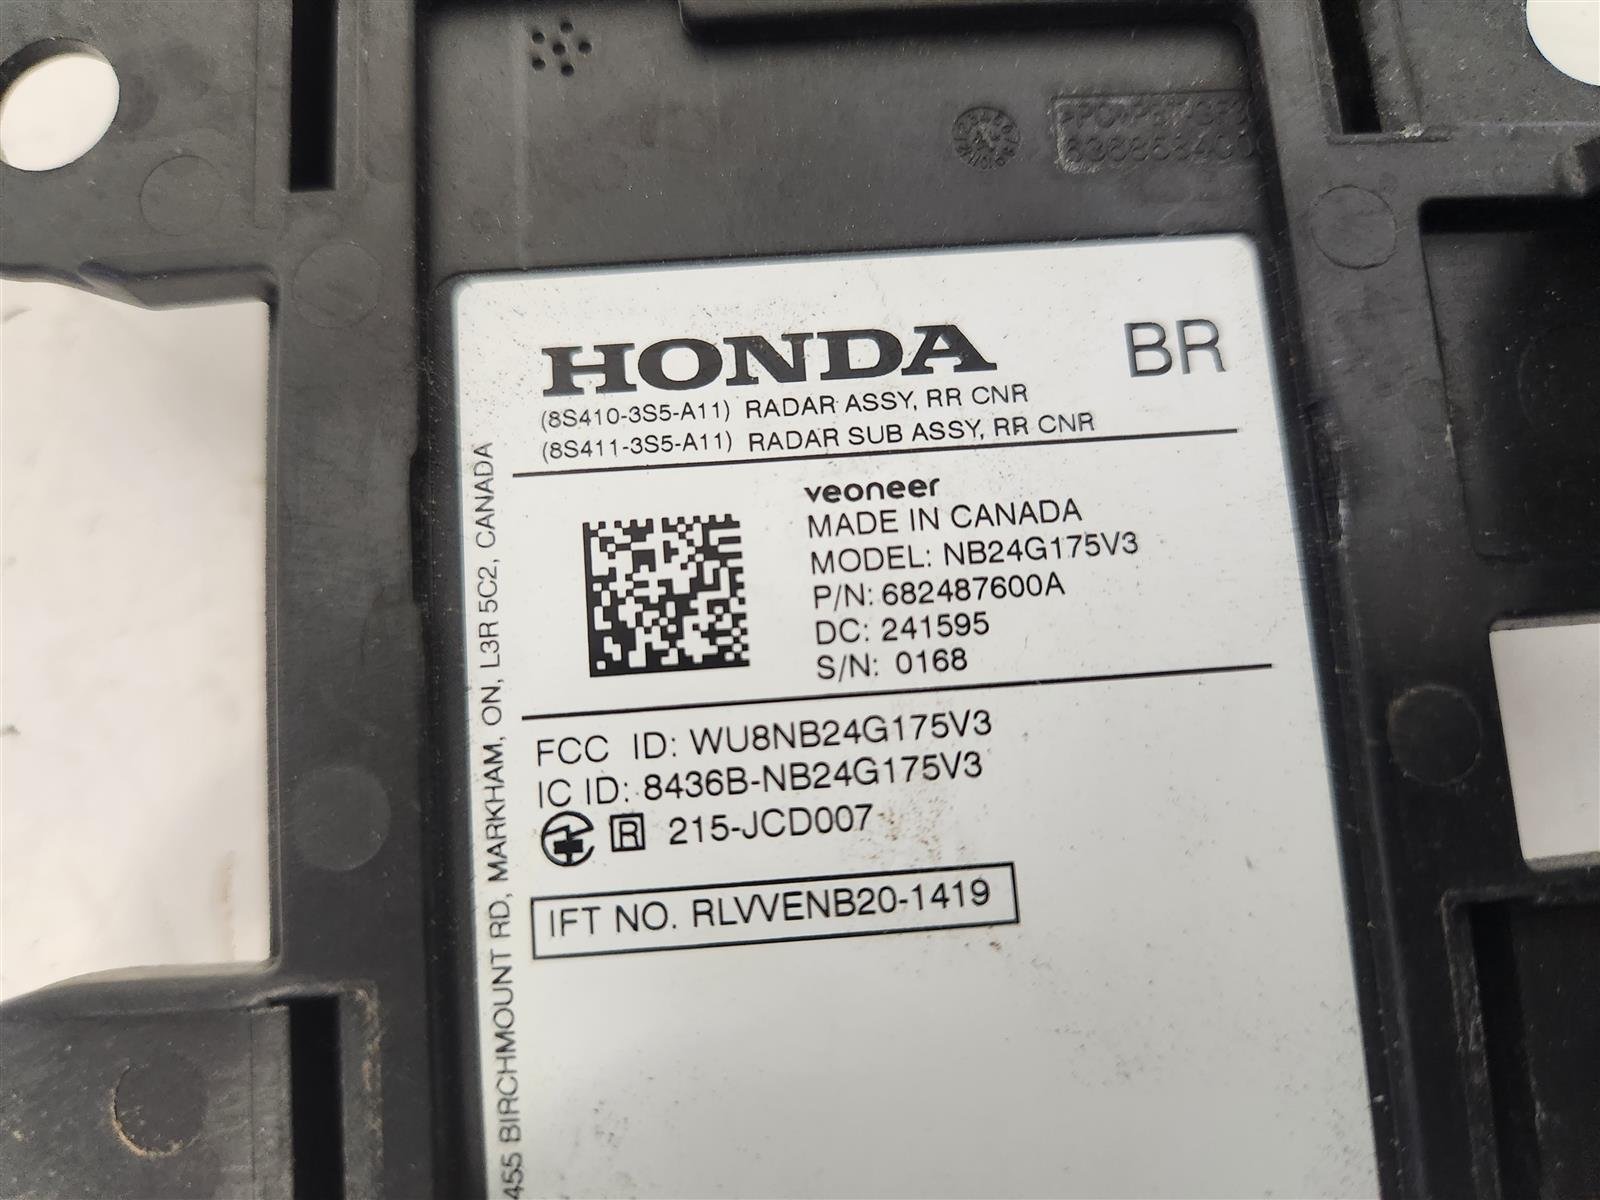 HONDA
BR
(8S410-3S5-A11) RADAR ASSY, RR CNR
(8S411-3S5-A11) RADAR SUB ASSY, RR CNR
veoneer
MADE IN CANADA
MODEL: NB24G175V3
P/N: 682487600A
DC: 241595
S/N: 0168
FCC ID: WU8NB24G175V3
IC ID: 8436B-NB24G175V3
R 215-JCD007
IFT NO. RLVVENB20-1419
455 BIRCHMOUNT RD, MARKHAM, ON, L3R 5C2, CANADA